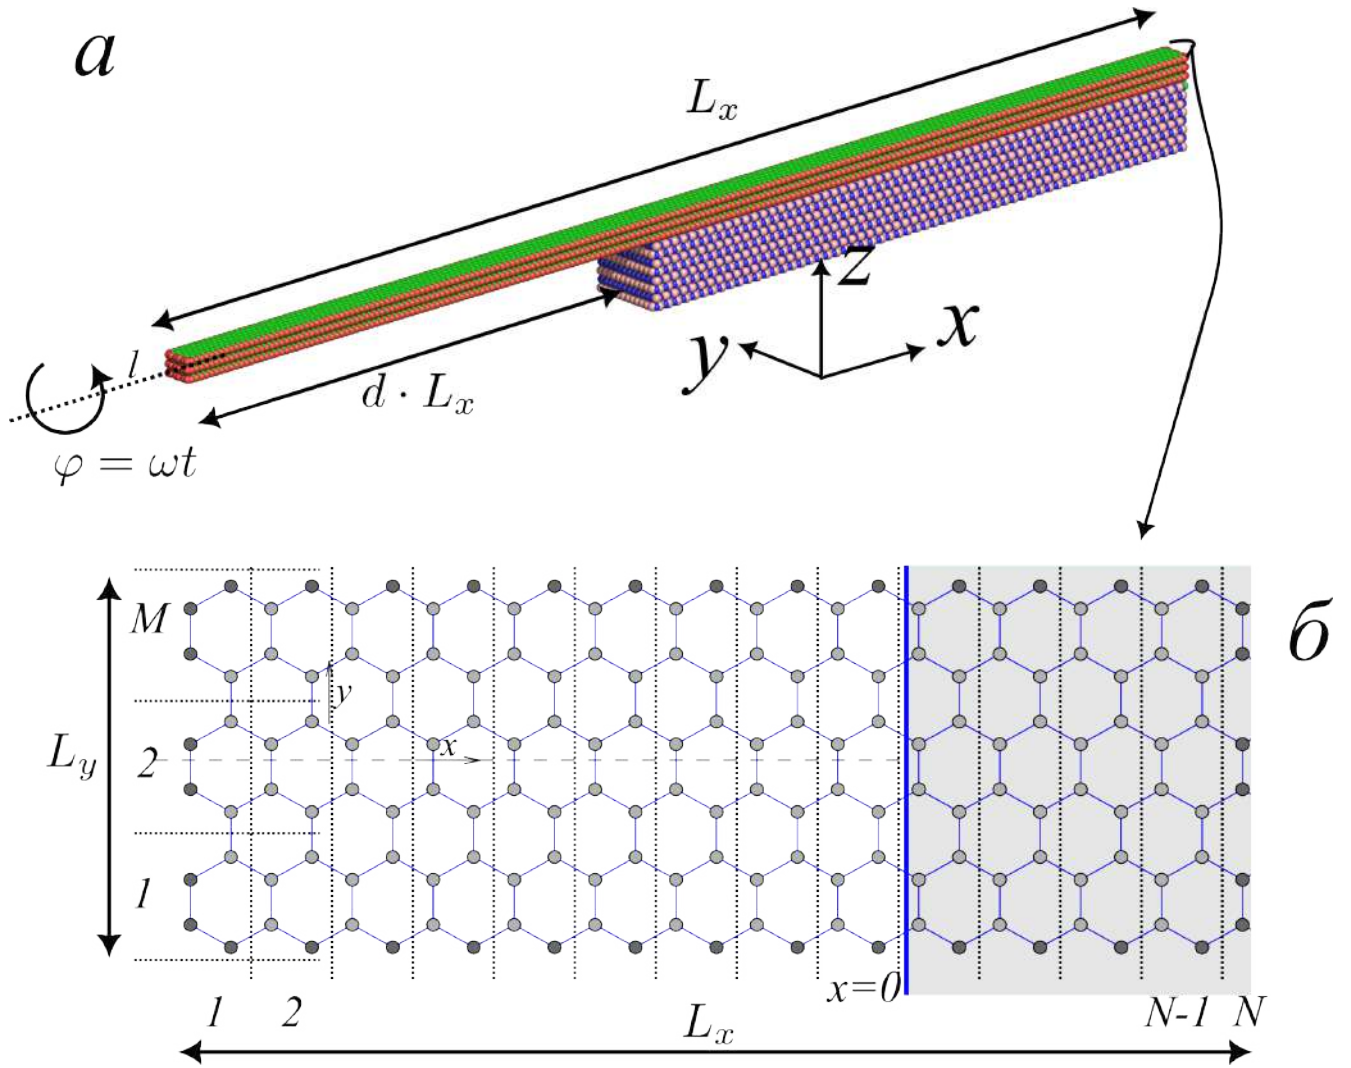 а
L_x
z
x
y
l
d · L_x
φ = ωt
M
y
б
L_y
2
x
1
x=0
1 2 L_x N-1 N